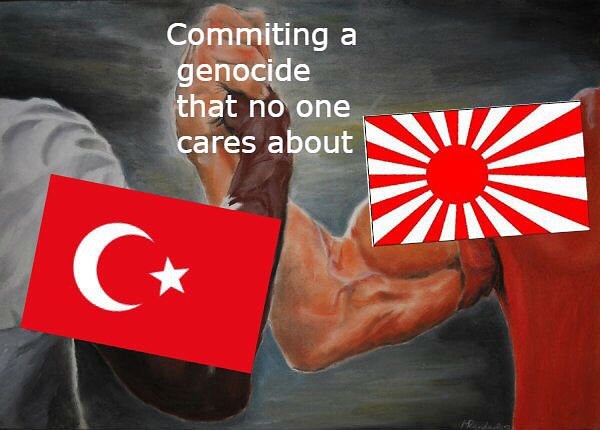 Commiting a
genocide
that no one
cares about